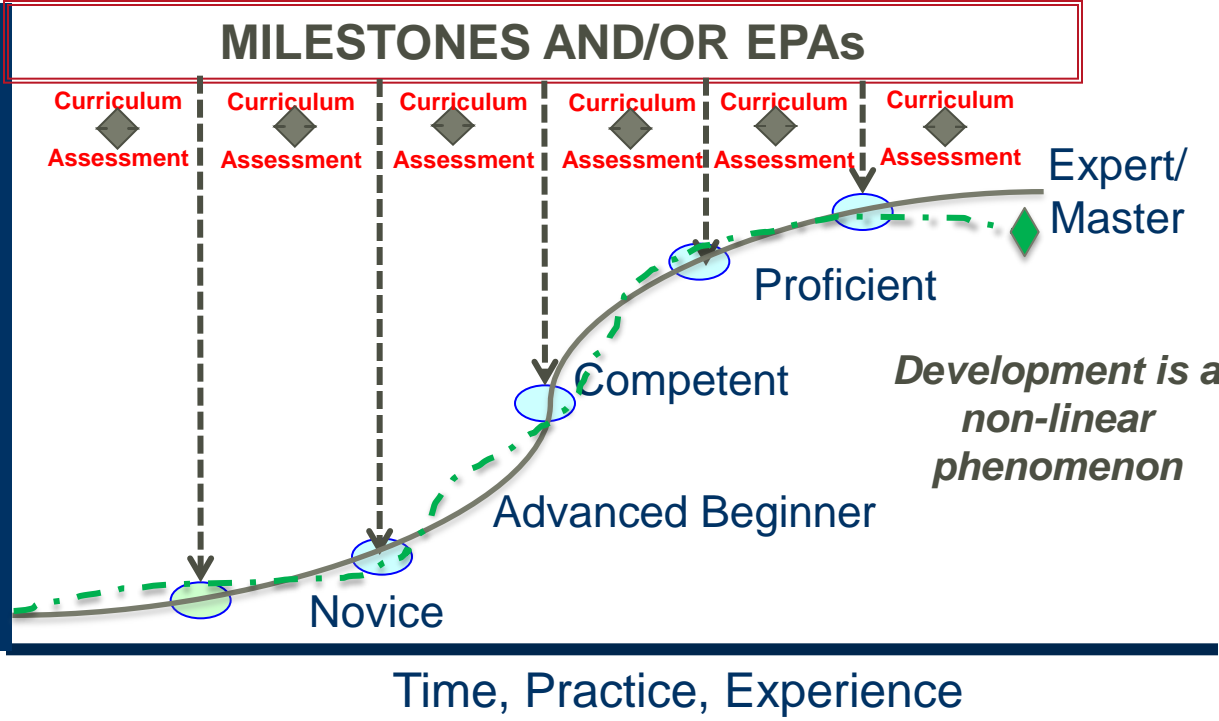 MILESTONES AND/OR EPAs
Curriculum Curriculum Curriculum Curriculum Curriculum Curriculum
Assessment Assessment Assessment Assessment Assessment Assessment
Expert/
Master
Proficient
Competent
Development is a
non-linear
phenomenon
Advanced Beginner
Novice
Time, Practice, Experience